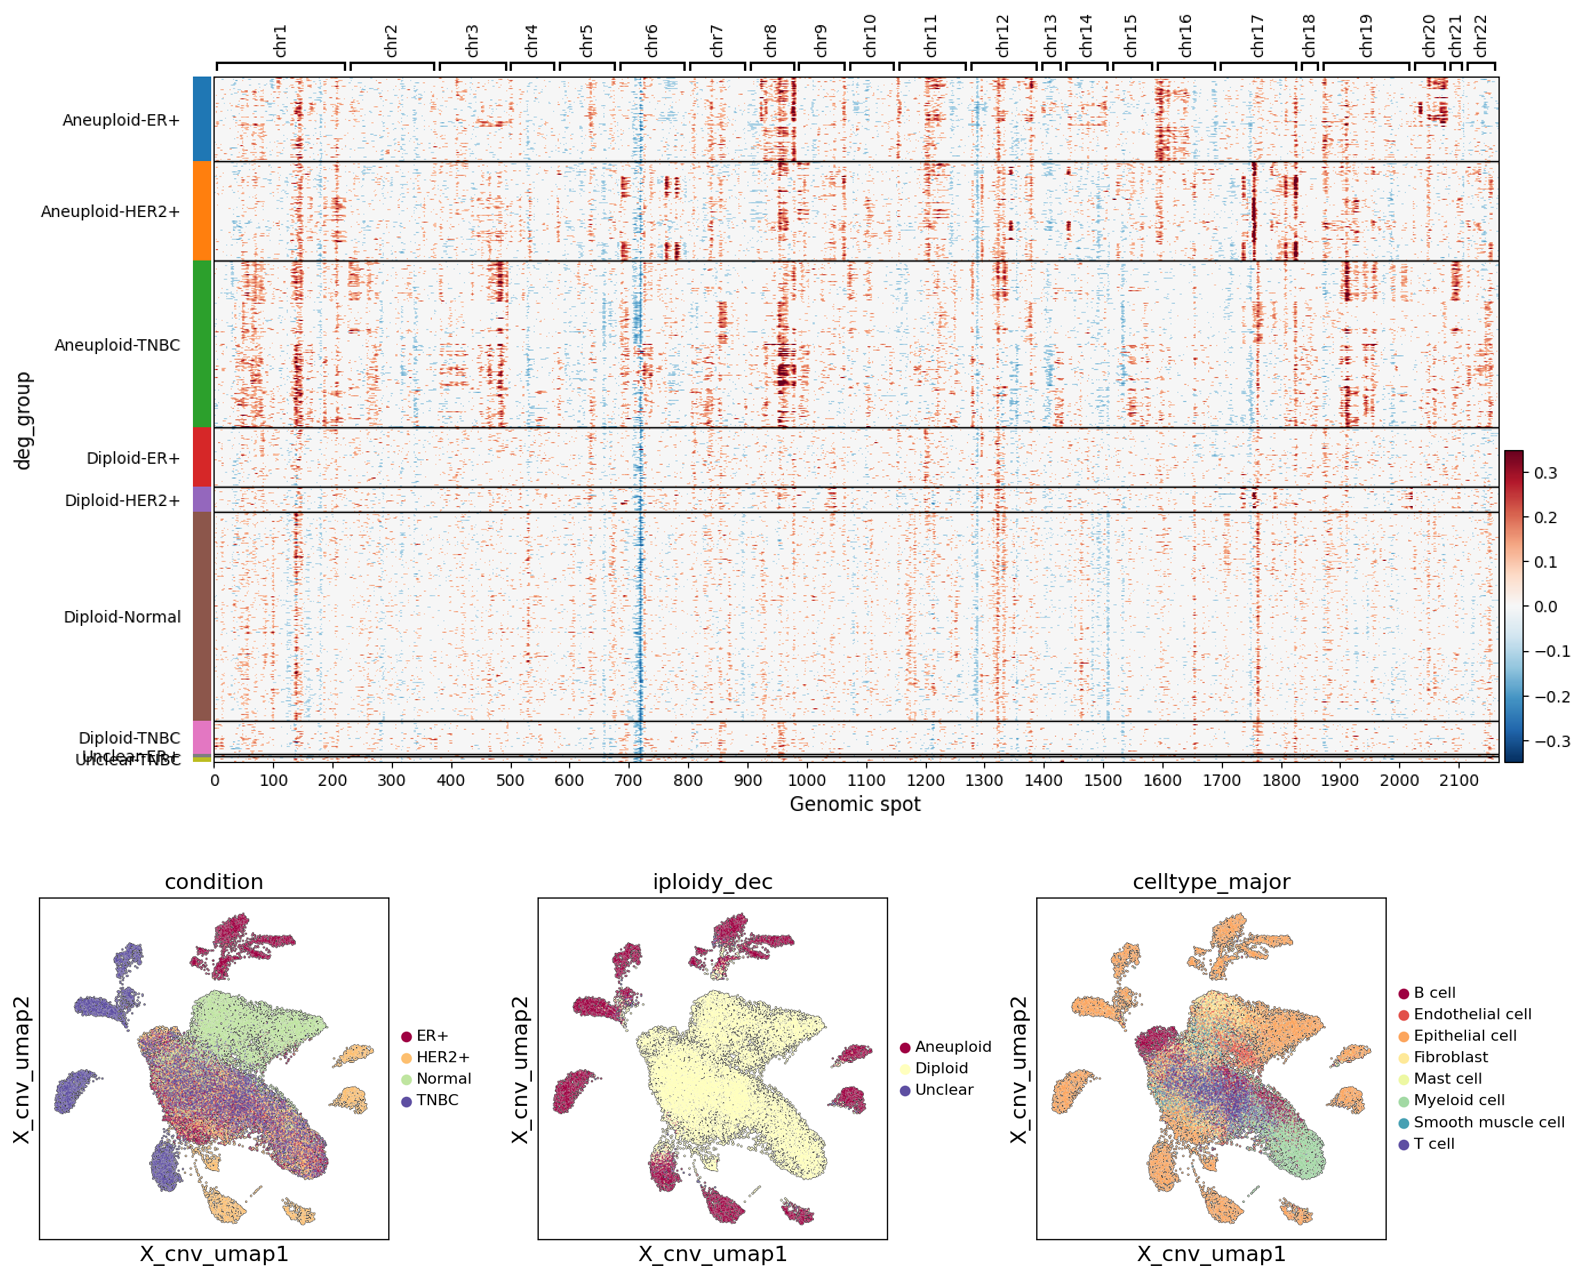 chr1 chr2 chr3 chr4 chr5 chr6 chr7 chr8 chr9 chr10 chr11 chr12 chr13 chr14 chr15 chr16 chr17 chr18 chr19 chr20 chr21 chr22
deg_group
Aneuploid-ER+
Aneuploid-HER2+
Aneuploid-TNBC
Diploid-ER+
Diploid-HER2+
Diploid-Normal
Diploid-TNBC
Unclear-ER+
Unclear-TNBC
0.3
0.2
0.1
0.0
−0.1
−0.2
−0.3
0 100 200 300 400 500 600 700 800 900 1000 1100 1200 1300 1400 1500 1600 1700 1800 1900 2000 2100
Genomic spot
condition
X_cnv_umap2
X_cnv_umap1
ER+
HER2+
Normal
TNBC
iploidy_dec
X_cnv_umap2
X_cnv_umap1
Aneuploid
Diploid
Unclear
celltype_major
X_cnv_umap2
X_cnv_umap1
B cell
Endothelial cell
Epithelial cell
Fibroblast
Mast cell
Myeloid cell
Smooth muscle cell
T cell